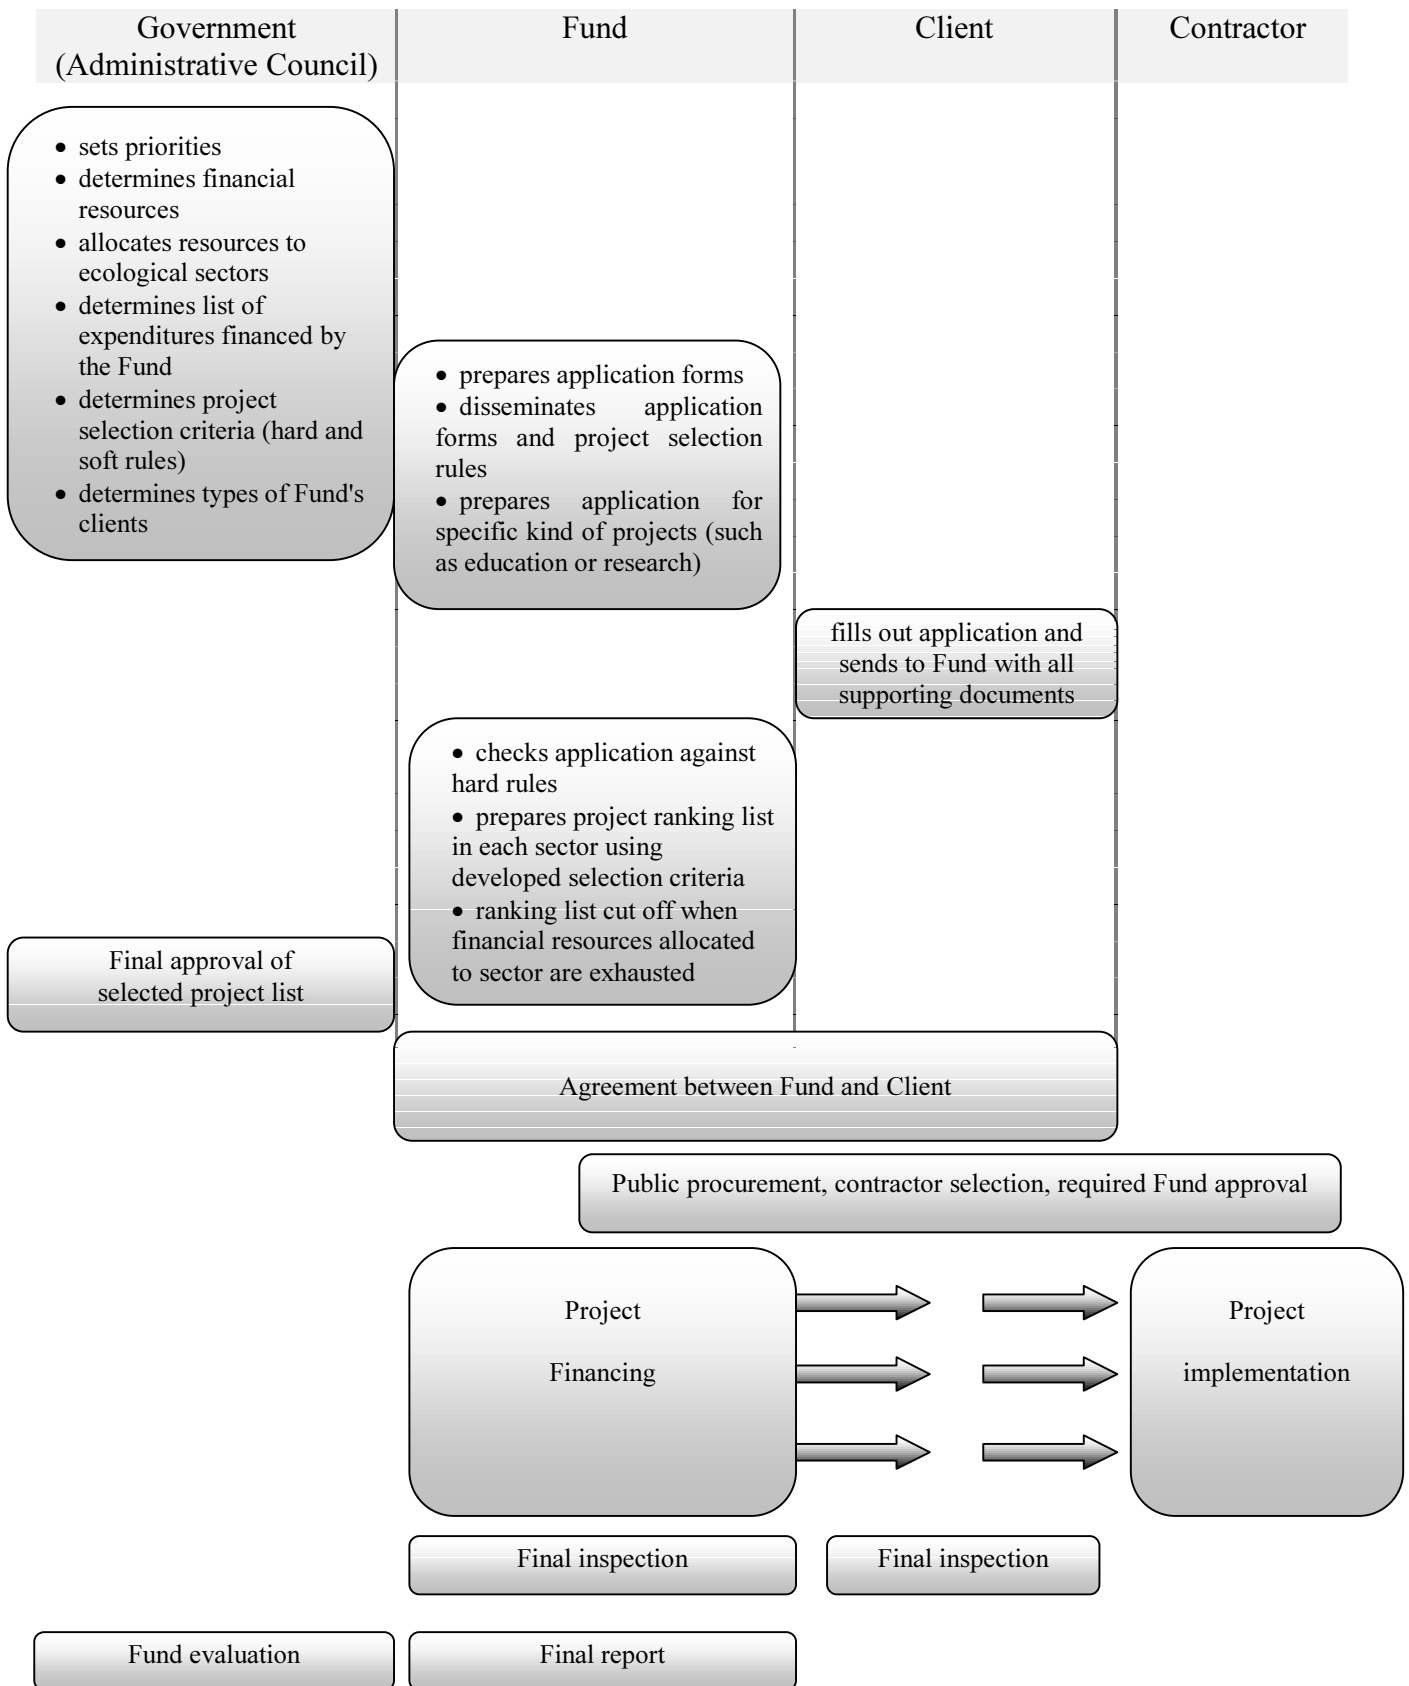 Government
(Administrative Council)
Fund
Client
Contractor
• sets priorities
• determines financial
resources
• allocates resources to
ecological sectors
• determines list of
expenditures financed by
the Fund
• determines project
selection criteria (hard and
soft rules)
• determines types of Fund's
clients
• prepares application forms
• disseminates application
forms and project selection
rules
• prepares application for
specific kind of projects (such
as education or research)
fills out application and
sends to Fund with all
supporting documents
• checks application against
hard rules
• prepares project ranking list
in each sector using
developed selection criteria
• ranking list cut off when
financial resources allocated
to sector are exhausted
Final approval of
selected project list
Agreement between Fund and Client
Public procurement, contractor selection, required Fund approval
Project
Financing
Project
implementation
Final inspection
Final inspection
Fund evaluation
Final report